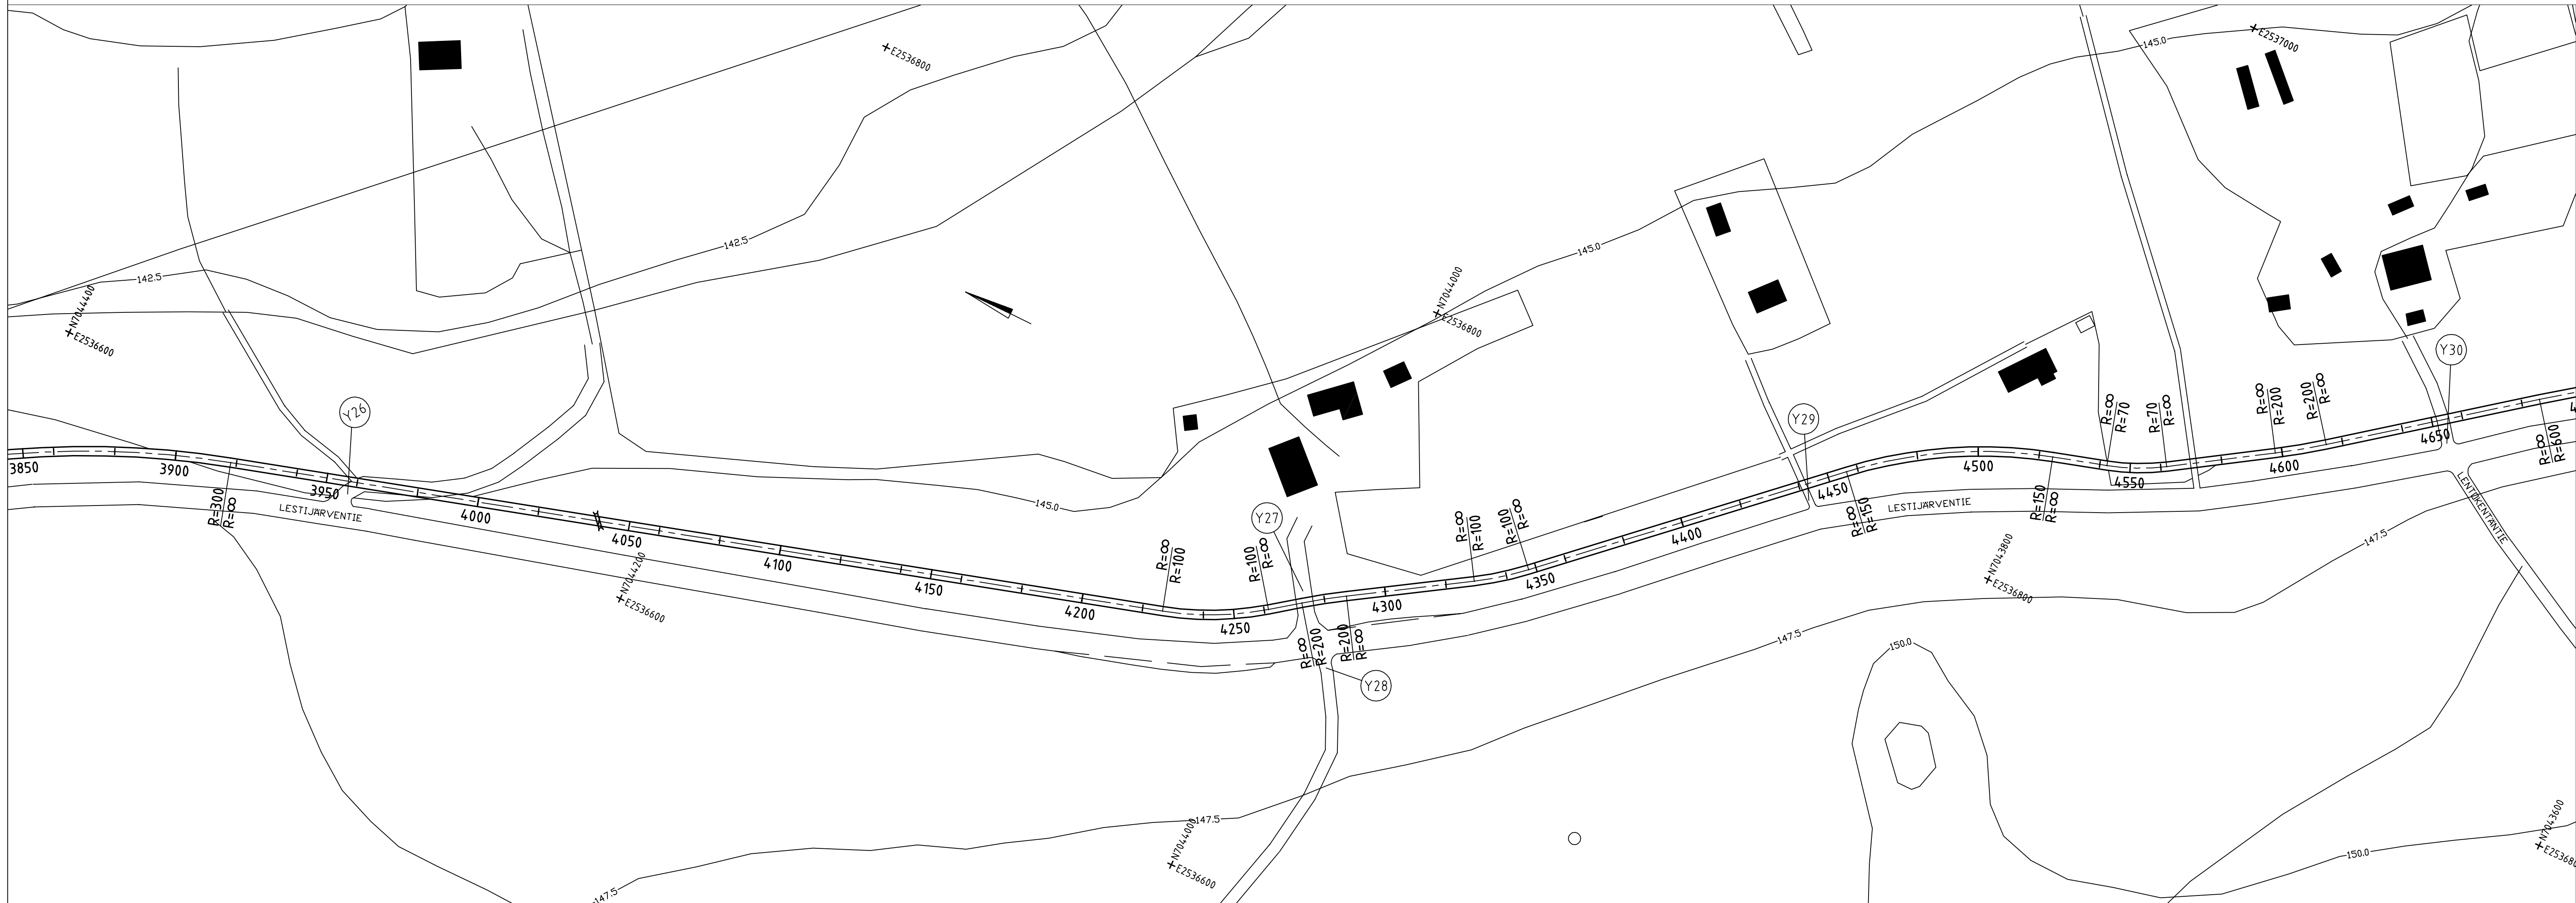 E2536800
E2537000
145.0
142.5
142.5
145.0
N7044400
E2536600
N7044000
E2536800
Y26
Y29
Y30
3850
3900
3950
4000
4050
4100
4150
4200
4250
4300
4350
4400
4450
4500
4550
4600
4650
R=300
R=∞
R=∞
R=100
R=100
R=∞
R=∞
R=200
R=200
R=∞
R=∞
R=100
R=100
R=∞
R=∞
R=150
R=150
R=∞
R=∞
R=70
R=70
R=∞
R=∞
R=200
R=200
R=∞
R=∞
R=600
LESTIJÄRVENTIE
LESTIJÄRVENTIE
LENTOKENTÄNTIE
145.0
Y27
Y28
N7044200
E2536600
N7043800
E2536800
147.5
147.5
150.0
147.5
N7044000
E2536600
147.5
150.0
N7043600